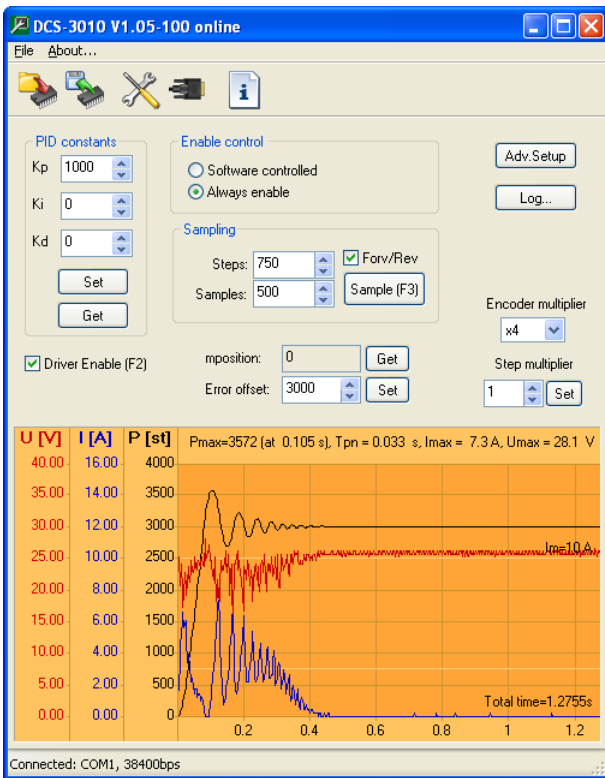 DCS-3010 V1.05-100 online
File About...
PID constants
Kp 1000
Ki 0
Kd 0
Set
Get
Enable control
Software controlled
Always enable
Sampling
Steps: 750
Forv/Rev
Samples: 500
Sample (F3)
Adv.Setup
Log...
Encoder multiplier
x4
Driver Enable (F2)
mposition: 0 Get
Error offset: 3000 Set
Step multiplier
1 Set
U [V] I [A] P [st] Pmax=3572 (at 0.105 s), Tpn = 0.033 s, Imax = 7.3 A, Umax = 28.1 V
40.00 16.00 4000
35.00 14.00 3500
30.00 12.00 3000
Im=10 A
25.00 10.00 2500
20.00 8.00 2000
15.00 6.00 1500
10.00 4.00 1000
5.00 2.00 500
Total time=1.2755s
0.00 0.00 0
0.2 0.4 0.6 0.8 1 1.2
Connected: COM1, 38400bps